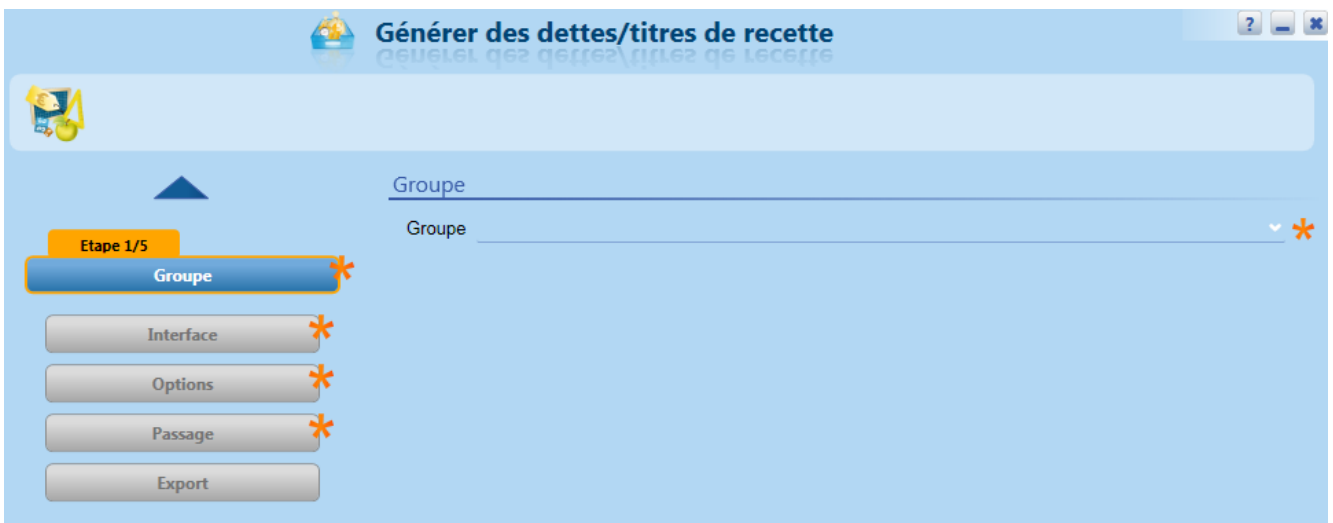 Générer des dettes/titres de recette
?
Groupe
Groupe
Etape 1/5
Groupe
Interface
Options
Passage
Export